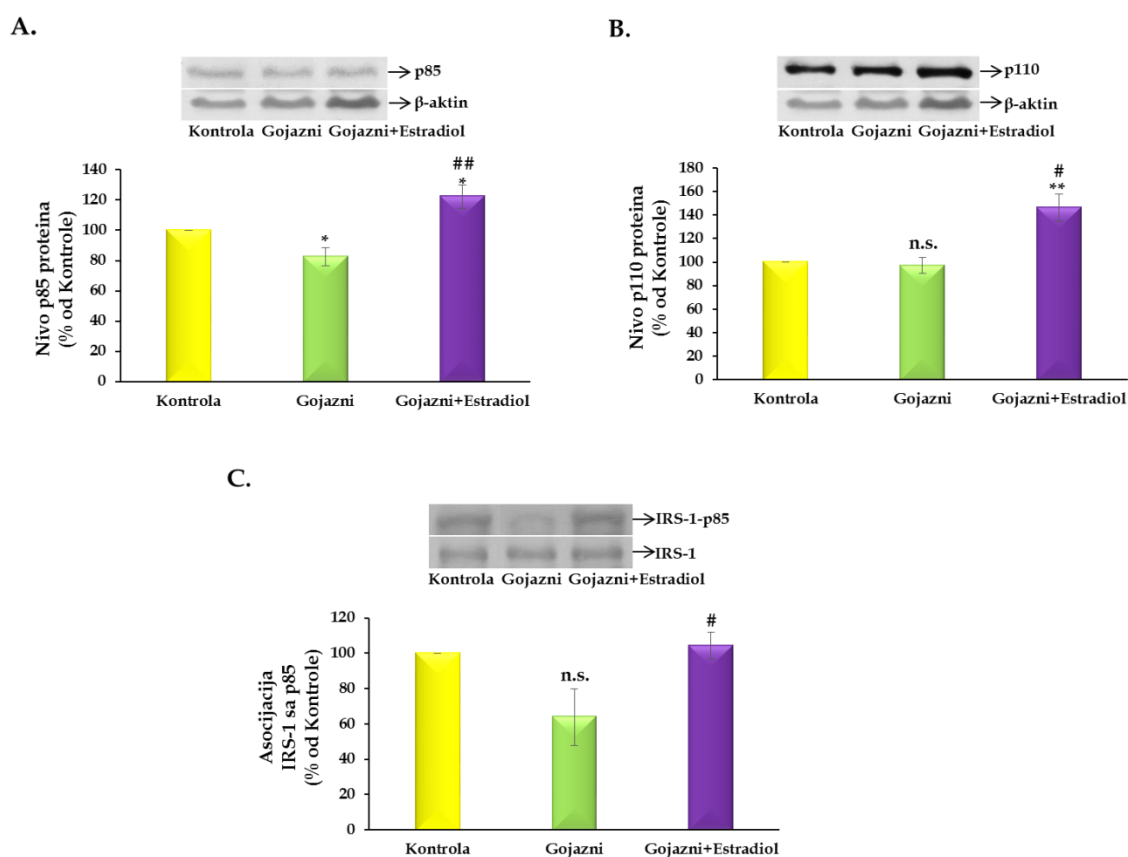 A.
→p85
→β-aktin
Kontrola Gojazni Gojazni+Estradiol
Nivo p85 proteina
(% od Kontrole)
140
120
100
80
60
40
20
0
*
##
*
Kontrola Gojazni Gojazni+Estradiol
B.
→p110
→β-aktin
Kontrola Gojazni Gojazni+Estradiol
Nivo p110 proteina
(% od Kontrole)
180
160
140
120
100
80
60
40
20
0
n.s.
#
**
Kontrola Gojazni Gojazni+Estradiol
C.
→IRS-1-p85
→IRS-1
Kontrola Gojazni Gojazni+Estradiol
Asocijacija
IRS-1 sa p85
(% od Kontrole)
120
100
80
60
40
20
0
n.s.
#
Kontrola Gojazni Gojazni+Estradiol